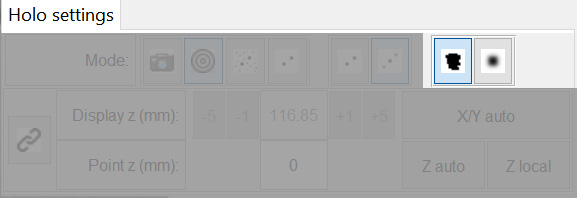 Holo settings
Mode:
Display z (mm): -5 -1 116.85 +1 +5 X/Y auto
Point z (mm): 0 Z auto Z local